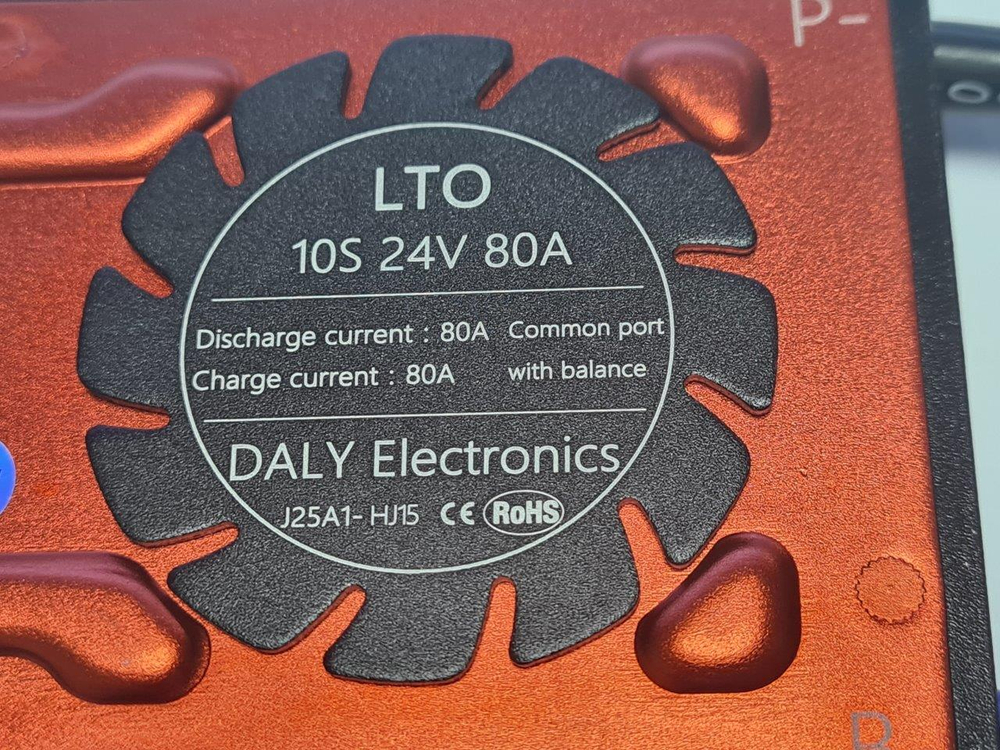 P-
LTO
10S 24V 80A
Discharge current : 80A Common port
Charge current : 80A with balance
DALY Electronics
J25A1- HJ15 CE RoHS